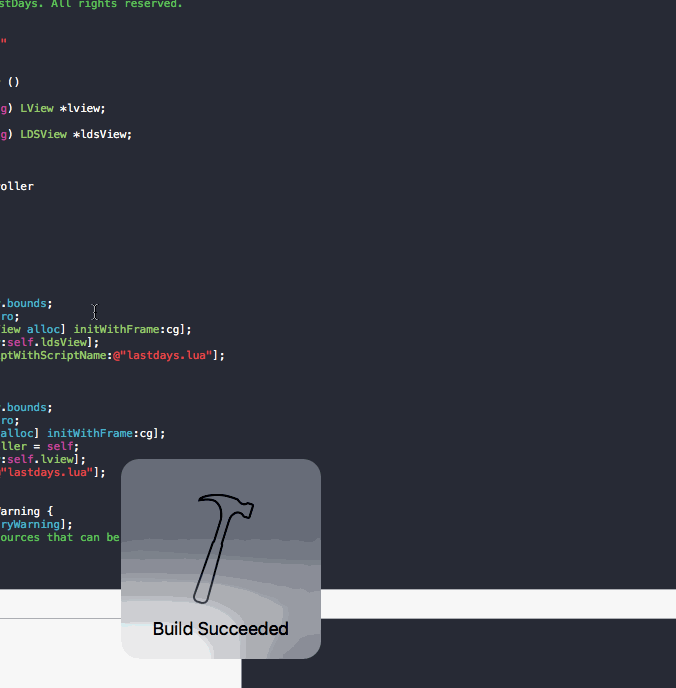 stDays. All rights reserved.
"
()
g) LView *lview;
g) LDSView *ldsView;
oller
.bounds;
ro;
iew alloc] initWithFrame:cg];
:self.ldsView];
ptWithScriptName:@"lastdays.lua"];
.bounds;
ro;
alloc] initWithFrame:cg];
ller = self;
:self.lview];
@"lastdays.lua"];
arning {
ryWarning];
ources that can be
Build Succeeded